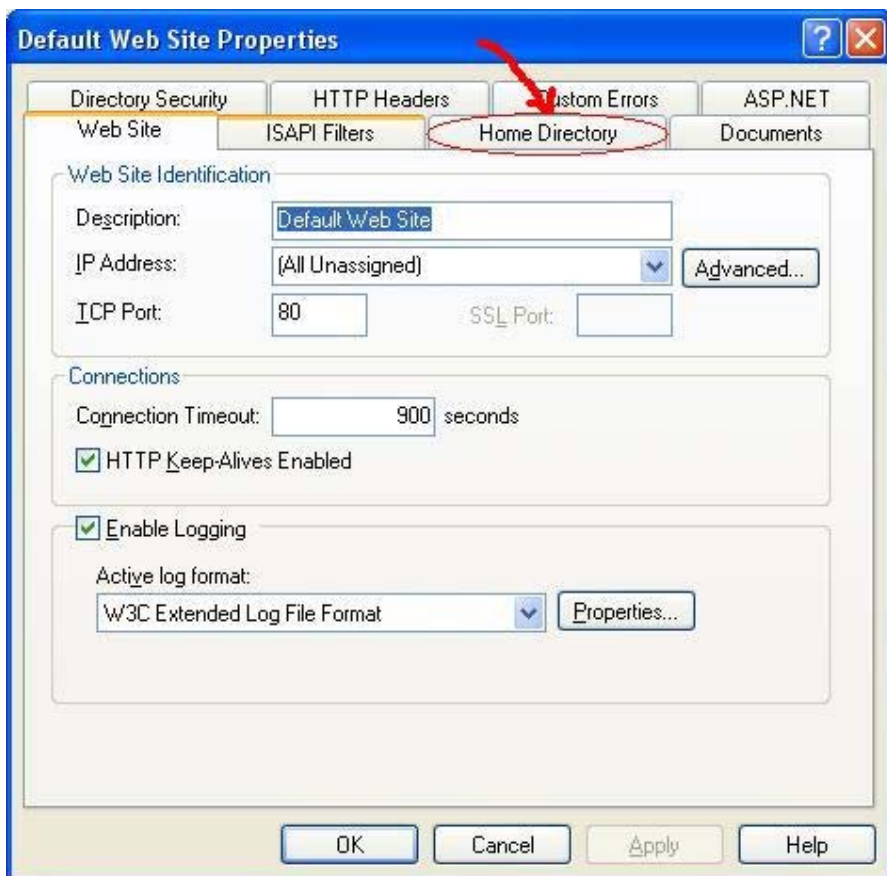 Default Web Site Properties
Directory Security HTTP Headers Custom Errors ASP.NET
Web Site ISAPI Filters Home Directory Documents
Web Site Identification
Description: Default Web Site
IP Address: (All Unassigned) Advanced...
TCP Port: 80 SSL Port:
Connections
Connection Timeout: 900 seconds
HTTP Keep-Alives Enabled
Enable Logging
Active log format:
W3C Extended Log File Format Properties...
OK Cancel Apply Help